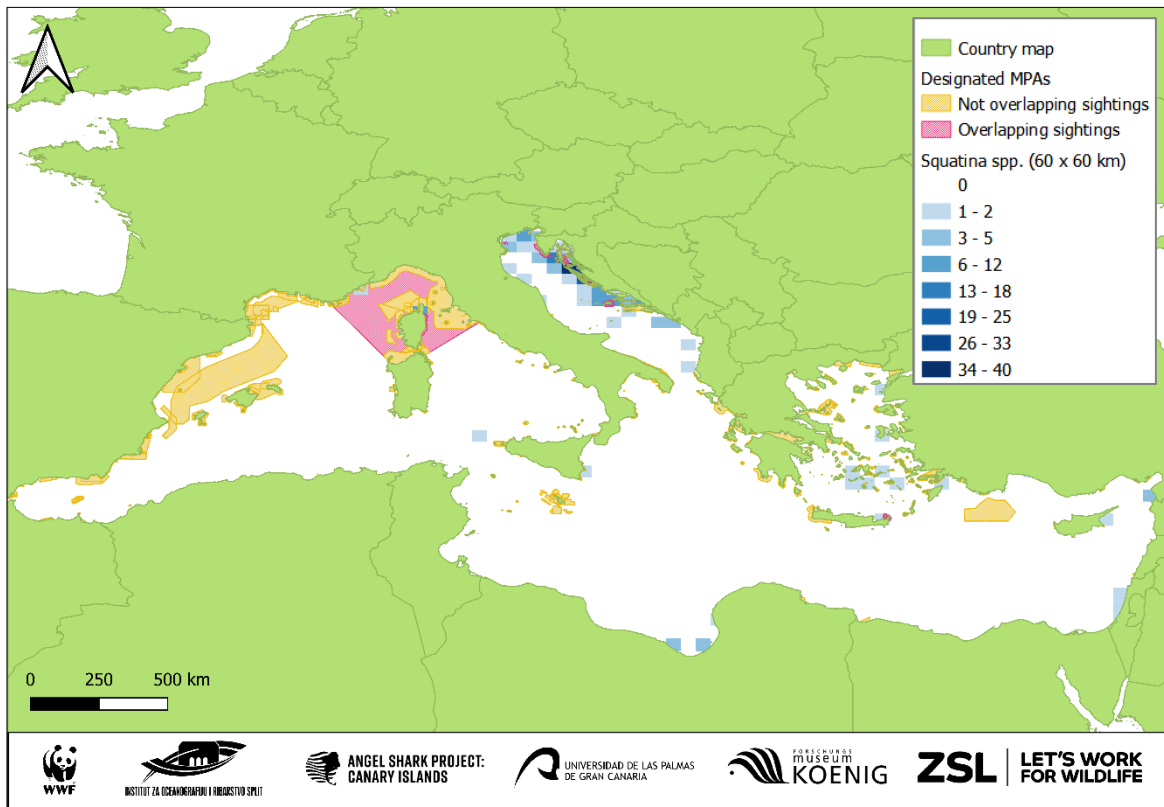 Country map
Designated MPAs
Not overlapping sightings
Overlapping sightings
Squatina spp. (60 x 60 km)
0
1 - 2
3 - 5
6 - 12
13 - 18
19 - 25
26 - 33
34 - 40
0 250 500 km
WWF
INSTITUT ZA OCEANOGRAFIJU I RIBARSTVO SPLIT
ANGEL SHARK PROJECT:
CANARY ISLANDS
UNIVERSIDAD DE LAS PALMAS
DE GRAN CANARIA
FORSCHUNGS
museum
KOENIG
ZSL
LET'S WORK
FOR WILDLIFE